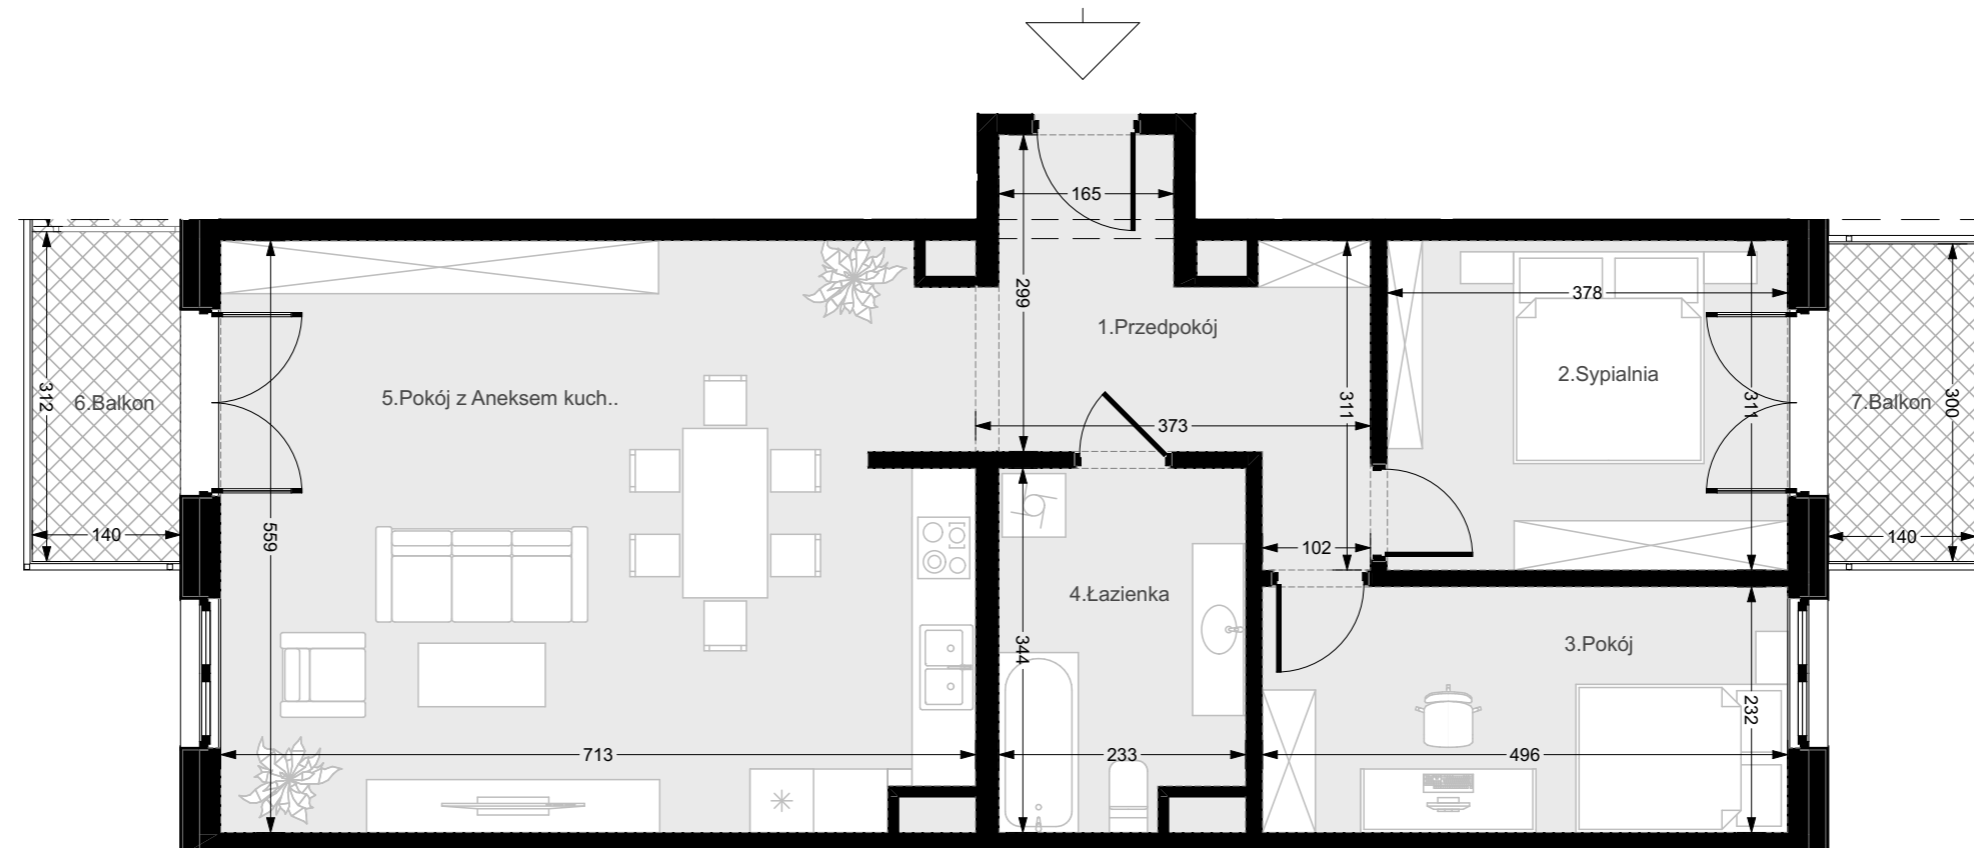 165
299
1.Przedpokój
378
2.Sypialnia
311
311
7.Balkon
300
312
6.Balkon
5.Pokój z Aneksem kuch..
373
140
559
102
140
4.Łazienka
344
3.Pokój
232
713
233
496